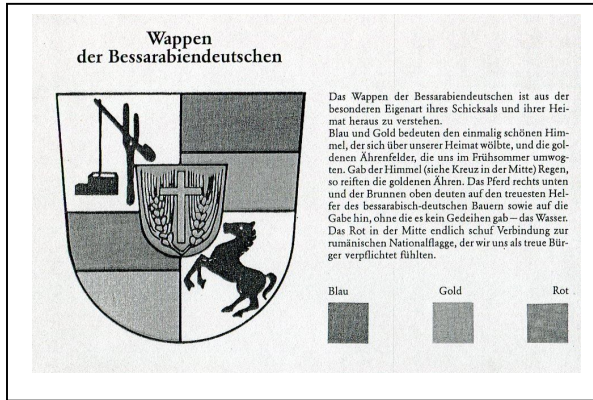 Wappen
der Bessarabiendeutschen
Das Wappen der Bessarabiendeutschen ist aus der
besonderen Eigenart ihres Schicksals und ihrer Hei-
mat heraus zu verstehen.
Blau und Gold bedeuten den einmalig schönen Him-
mel, der sich über unserer Heimat wölbte, und die gol-
denen Ährenfelder, die uns im Frühsommer umwog-
ten. Gab der Himmel (siehe Kreuz in der Mitte) Regen,
so reiften die goldenen Ähren. Das Pferd rechts unten
und der Brunnen oben deuten auf den treuesten Hel-
fer des bessarabisch-deutschen Bauern sowie auf die
Gabe hin, ohne die es kein Gedeihen gab — das Wasser.
Das Rot in der Mitte endlich schuf Verbindung zur
rumänischen Nationalflagge, der wir uns als treue Bür-
ger verpflichtet fühlten.
Blau Gold Rot